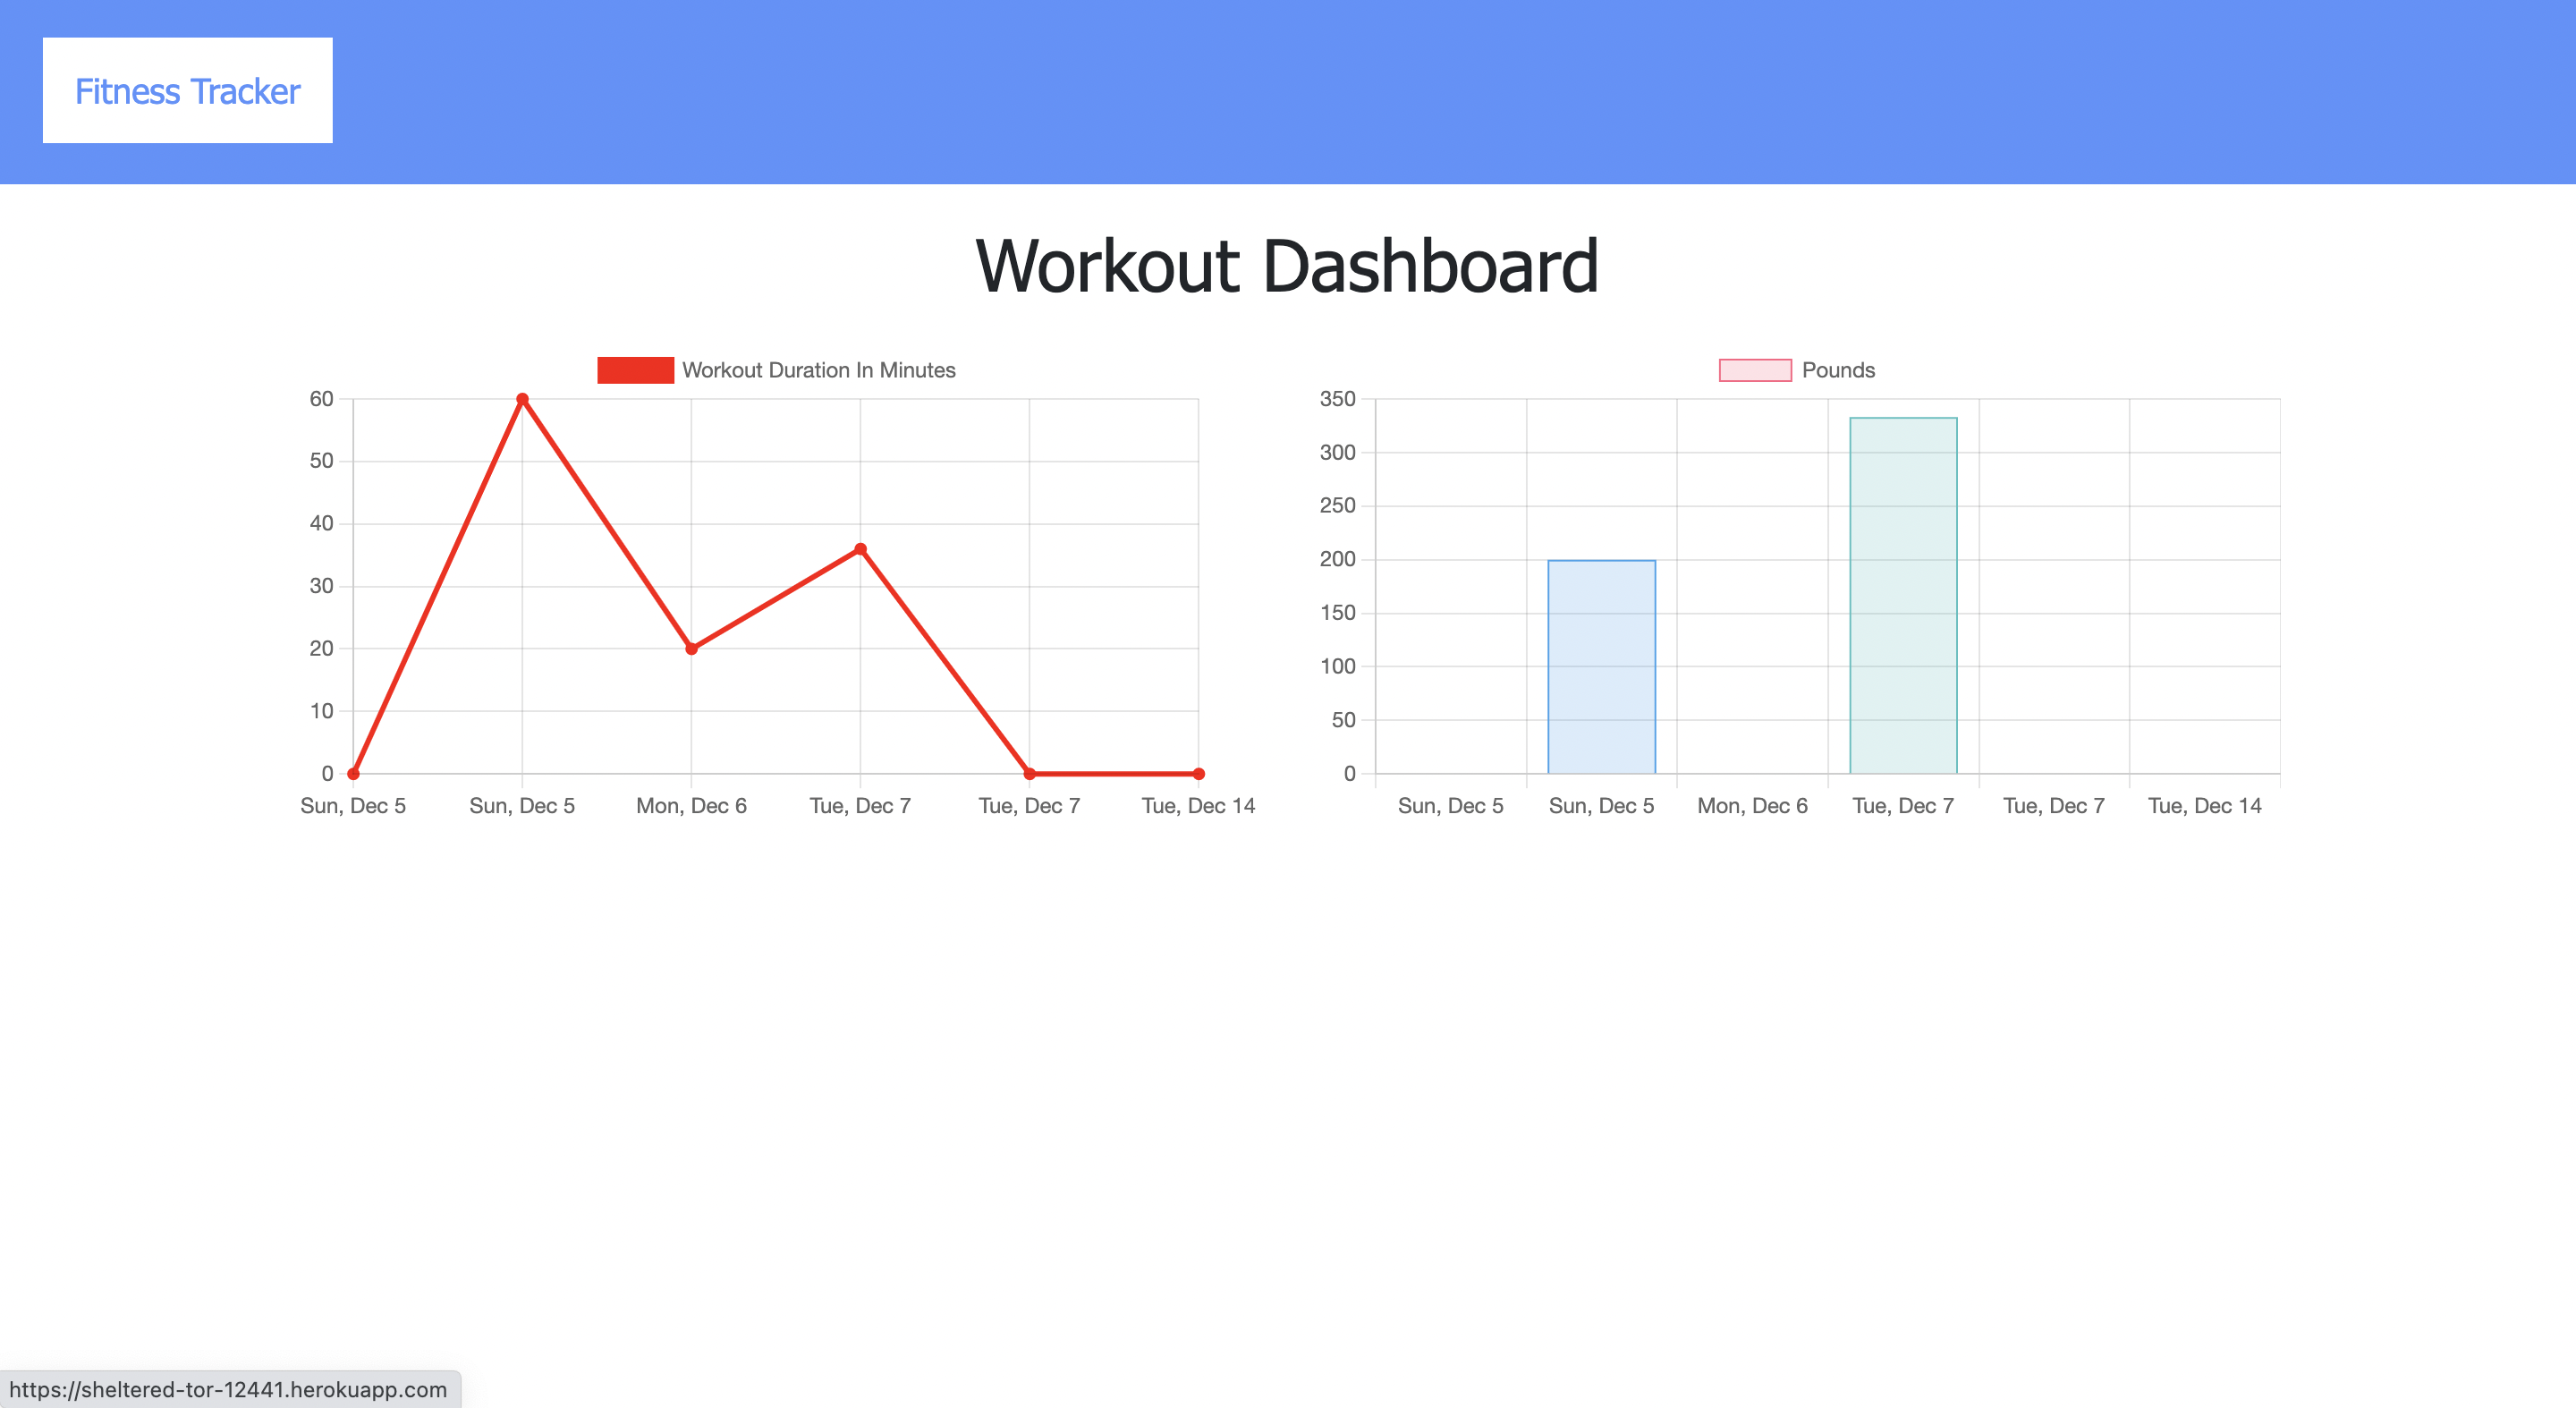 Fitness Tracker
Workout Dashboard
Workout Duration In Minutes
60
50
40
30
20
10
0
Sun, Dec 5 Sun, Dec 5 Mon, Dec 6 Tue, Dec 7 Tue, Dec 7 Tue, Dec 14
Pounds
350
300
250
200
150
100
50
0
Sun, Dec 5 Sun, Dec 5 Mon, Dec 6 Tue, Dec 7 Tue, Dec 7 Tue, Dec 14
https://sheltered-tor-12441.herokuapp.com